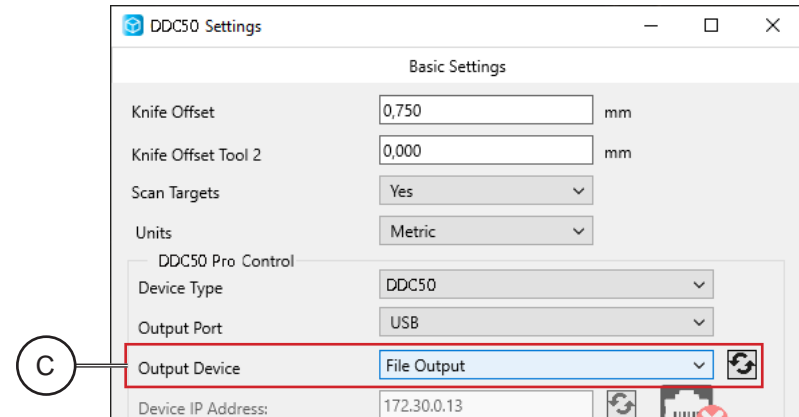 DDC50 Settings
Basic Settings
Knife Offset 0,750 mm
Knife Offset Tool 2 0,000 mm
Scan Targets Yes
Units Metric
DDC50 Pro Control
Device Type DDC50
Output Port USB
C Output Device File Output
Device IP Address: 172.30.0.13